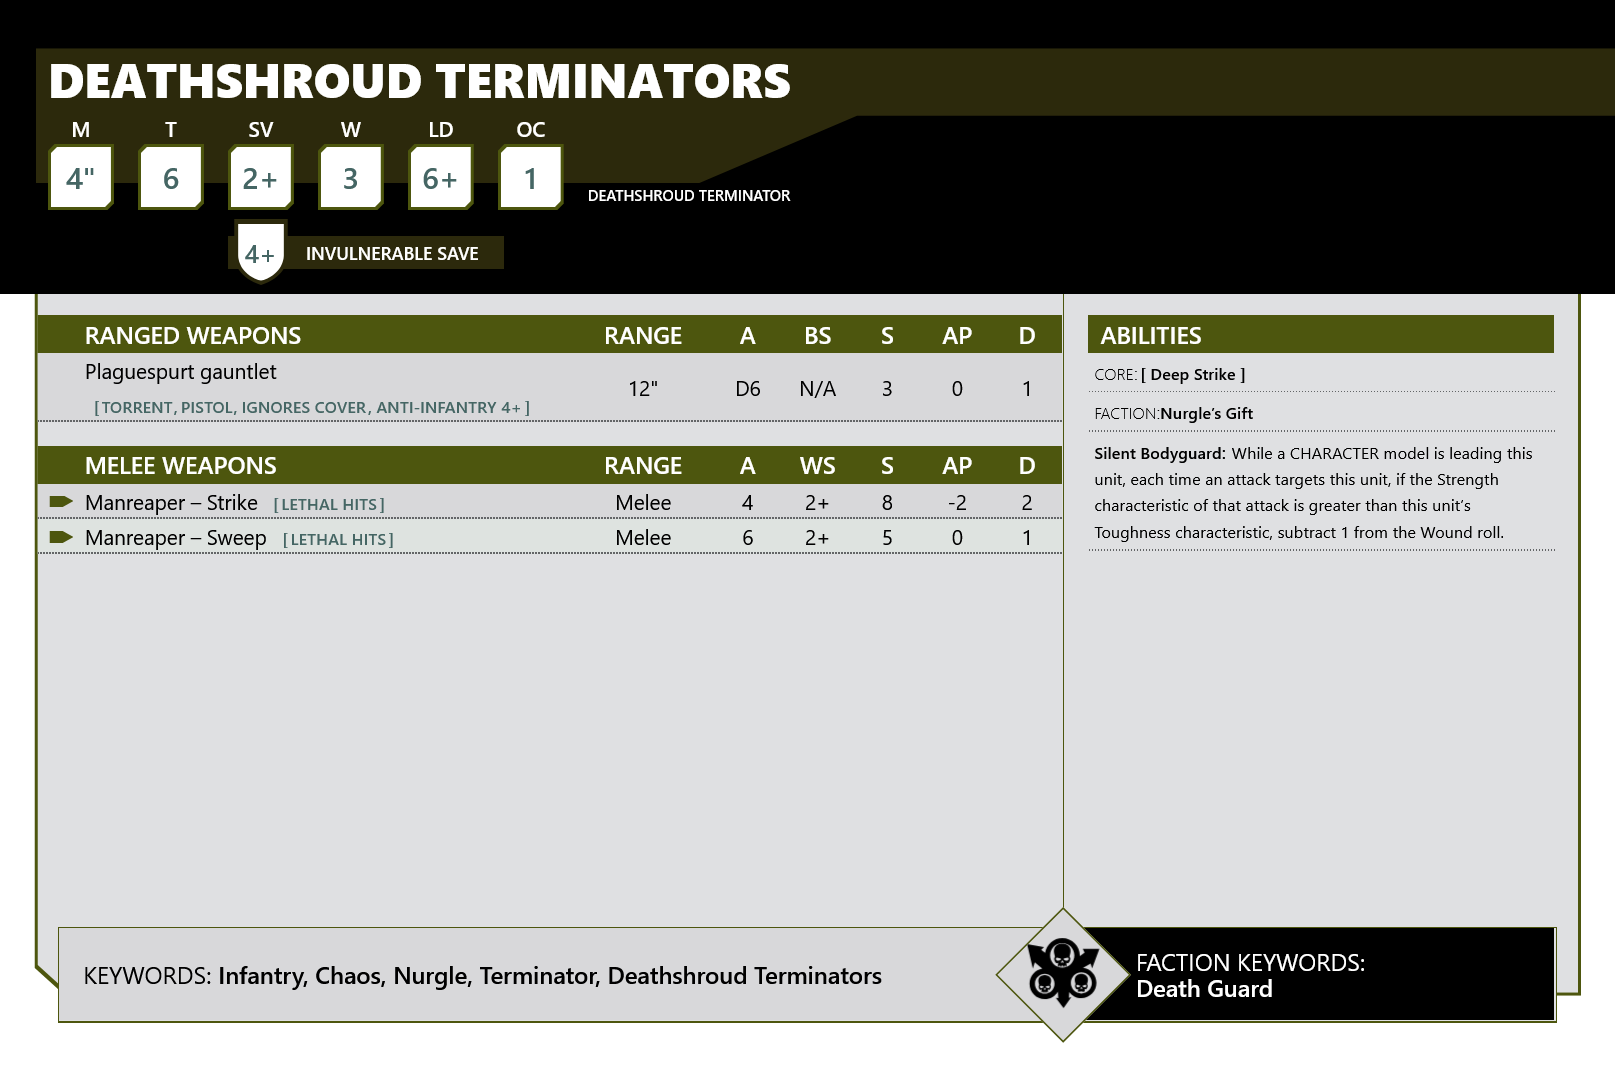 DEATHSHROUD TERMINATORS
M T SV W LD OC
4" 6 2+ 3 6+ 1
DEATHSHROUD TERMINATOR
4+ INVULNERABLE SAVE
RANGED WEAPONS RANGE A BS S AP D
Plaguespurt gauntlet
[TORRENT, PISTOL, IGNORES COVER, ANTI-INFANTRY 4+]
12" D6 N/A 3 0 1
MELEE WEAPONS RANGE A WS S AP D
Manreaper – Strike [LETHAL HITS] Melee 4 2+ 8 -2 2
Manreaper – Sweep [LETHAL HITS] Melee 6 2+ 5 0 1
ABILITIES
CORE: [ Deep Strike ]
FACTION:Nurgle’s Gift
Silent Bodyguard: While a CHARACTER model is leading this
unit, each time an attack targets this unit, if the Strength
characteristic of that attack is greater than this unit’s
Toughness characteristic, subtract 1 from the Wound roll.
KEYWORDS: Infantry, Chaos, Nurgle, Terminator, Deathshroud Terminators
FACTION KEYWORDS:
Death Guard